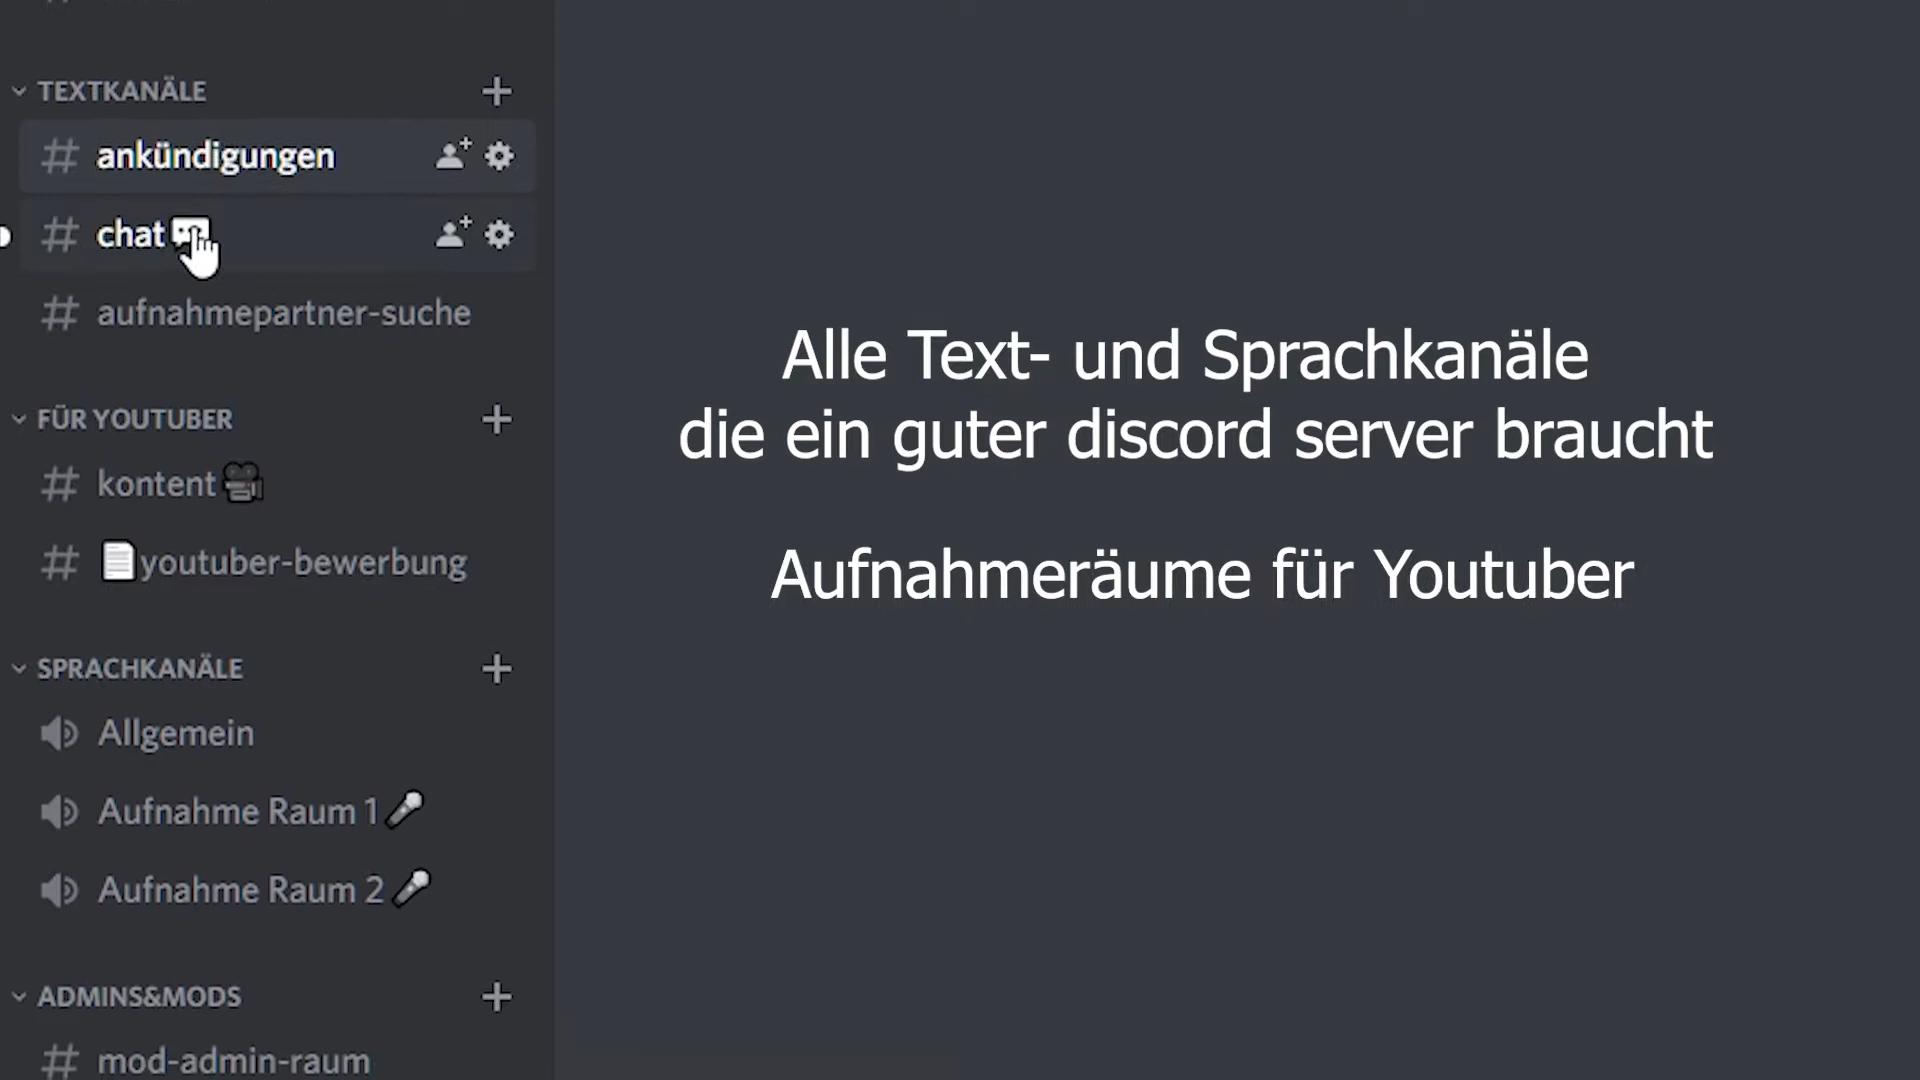 TEXTKANÄLE
ankündigungen
chat
aufnahmepartner-suche
FÜR YOUTUBER
kontent
youtuber-bewerbung
SPRACHKANÄLE
Allgemein
Aufnahme Raum 1
Aufnahme Raum 2
ADMINS&MODS
mod-admin-raum
Alle Text- und Sprachkanäle
die ein guter discord server braucht
Aufnahmeräume für Youtuber